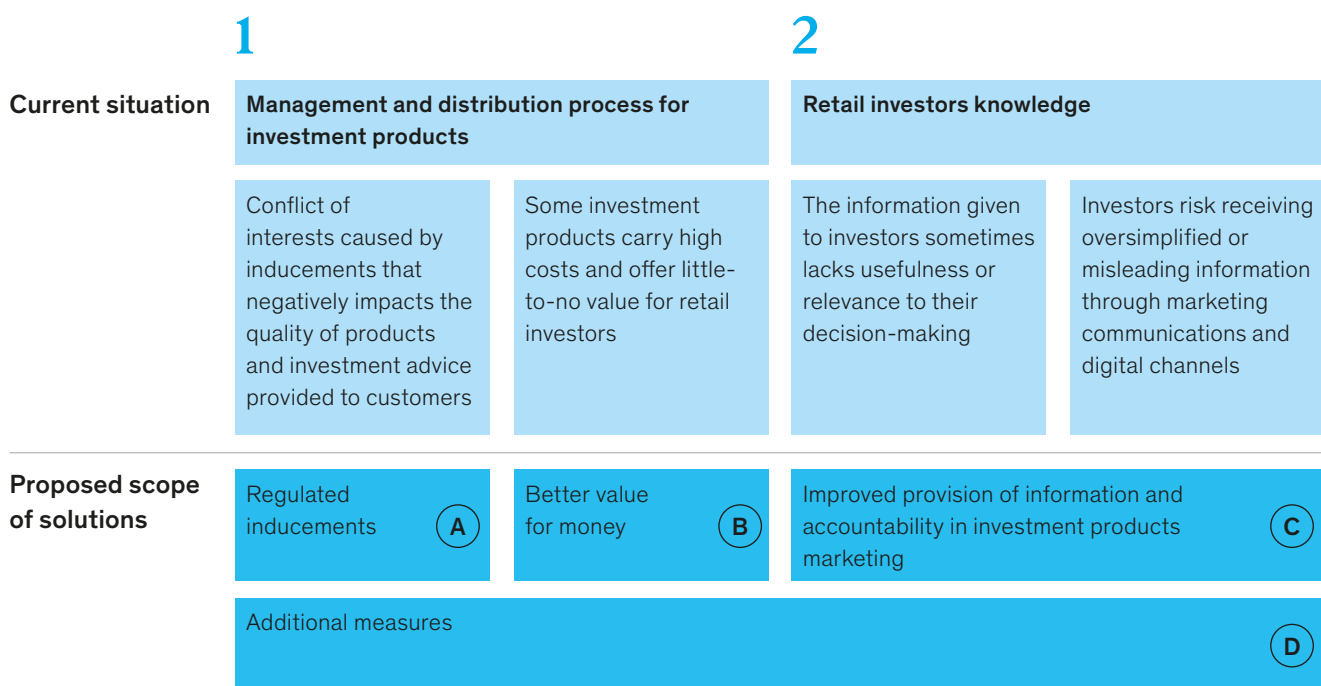 1
2
Current situation
Management and distribution process for
investment products
Retail investors knowledge
Conflict of
interests caused by
inducements that
negatively impacts the
quality of products
and investment advice
provided to customers
Some investment
products carry high
costs and offer little-
to-no value for retail
investors
The information given
to investors sometimes
lacks usefulness or
relevance to their
decision-making
Investors risk receiving
oversimplified or
misleading information
through marketing
communications and
digital channels
Proposed scope
of solutions
Regulated
inducements
A
Better value
for money
B
Improved provision of information and
accountability in investment products
marketing
C
Additional measures
D